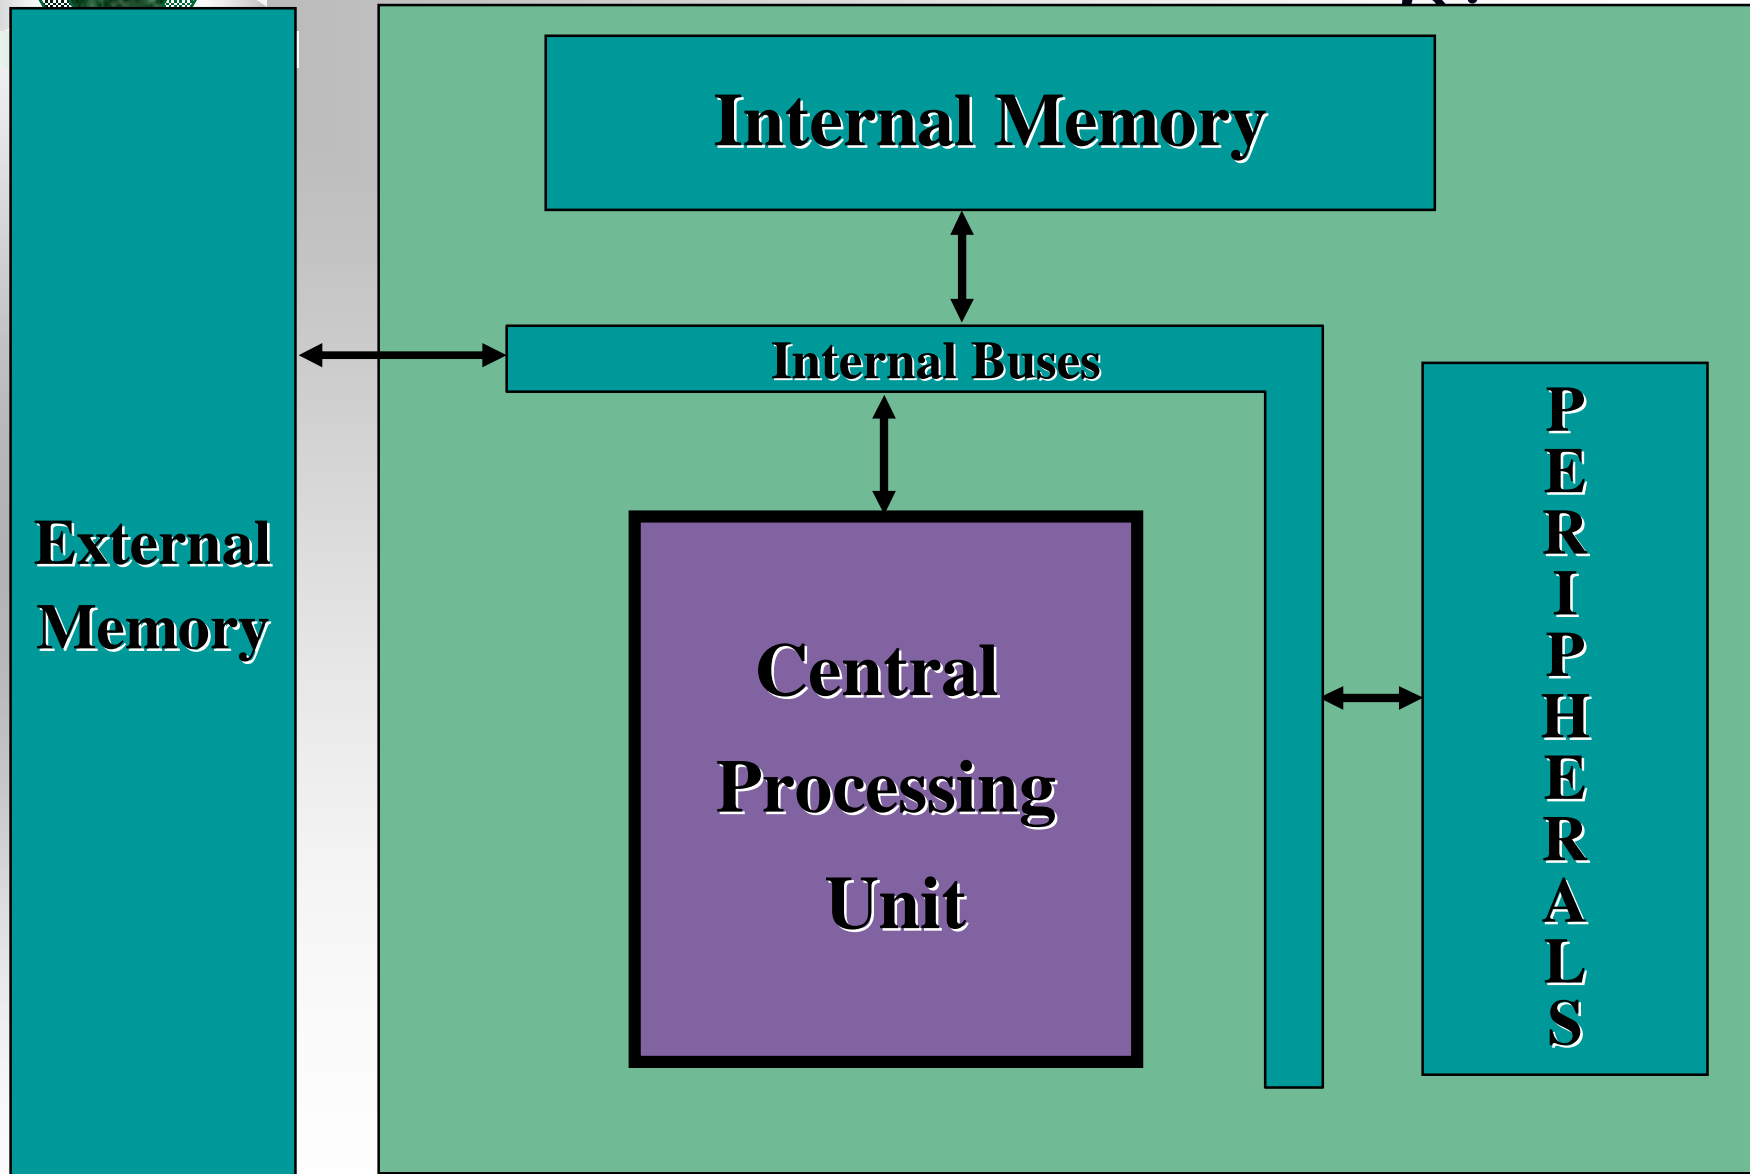 Internal Memory
Internal Buses
External
Memory
Central
Processing
Unit
P
E
R
I
P
H
E
R
A
L
S